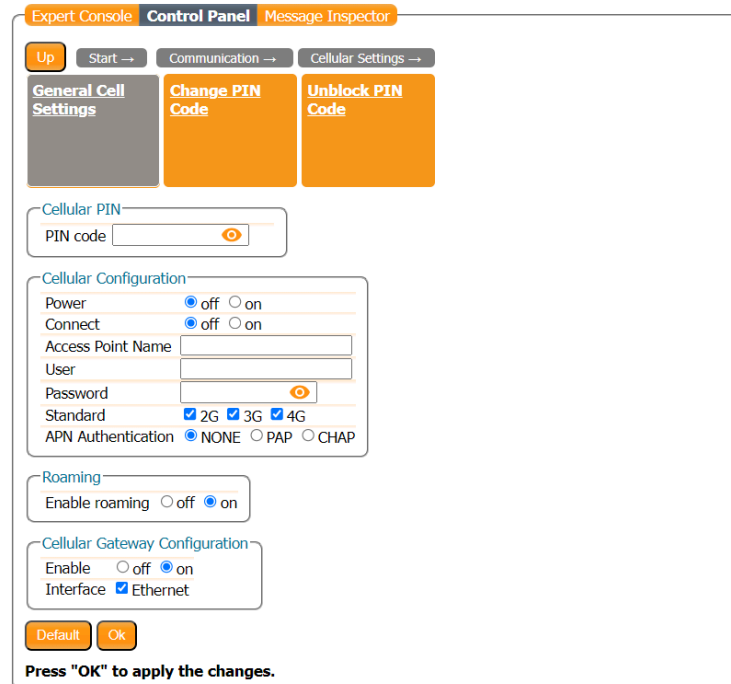 Expert Console Control Panel Message Inspector
Up Start → Communication → Cellular Settings →
General Cell Settings
Change PIN Code
Unblock PIN Code
Cellular PIN
PIN code
Cellular Configuration
Power off on
Connect off on
Access Point Name
User
Password
Standard 2G 3G 4G
APN Authentication NONE PAP CHAP
Roaming
Enable roaming off on
Cellular Gateway Configuration
Enable off on
Interface Ethernet
Default Ok
Press "OK" to apply the changes.